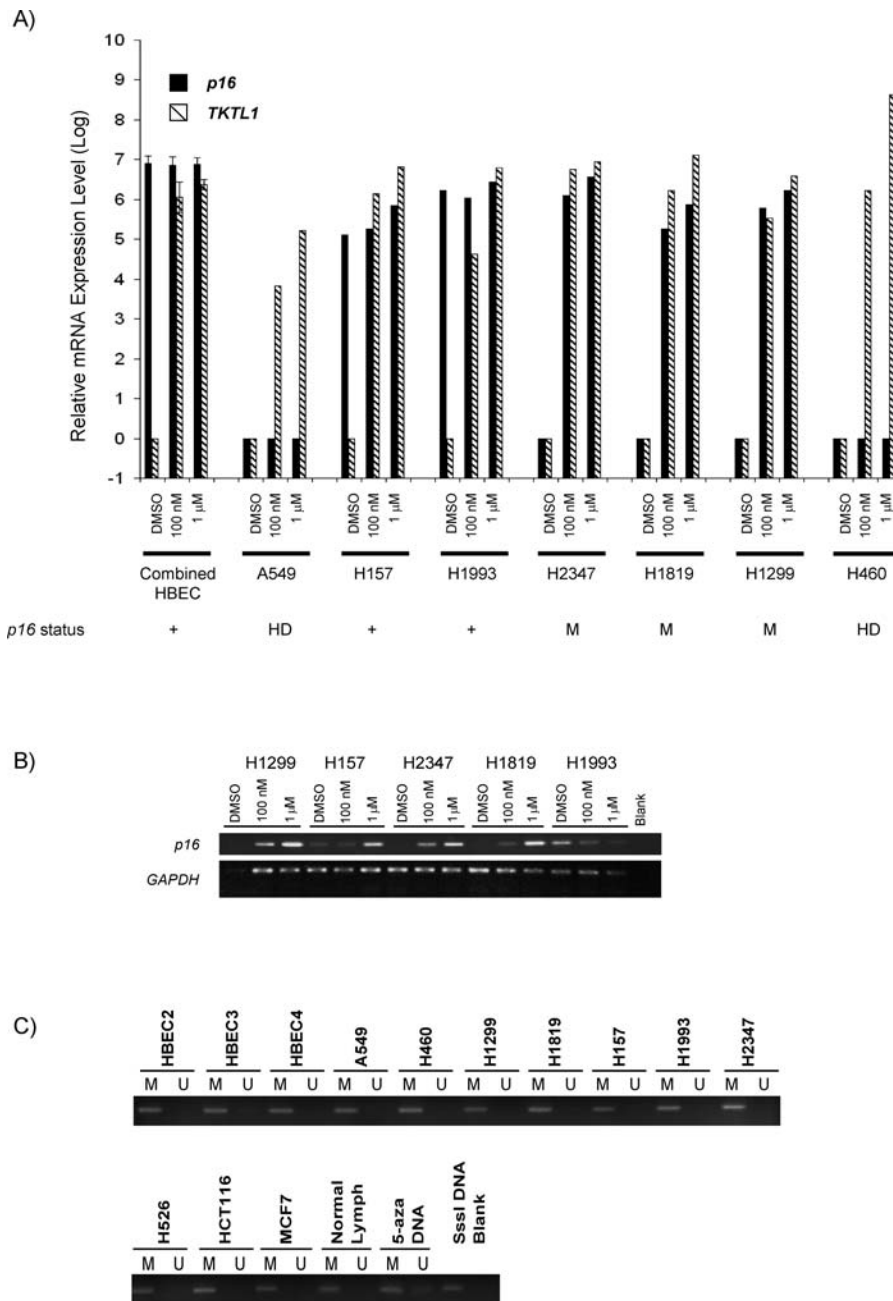 A)
Relative mRNA Expression Level (Log)
10
9
8
7
6
5
4
3
2
1
0
-1
p16
TKTL1
DMSO 100 nM 1 μM DMSO 100 nM 1 μM DMSO 100 nM 1 μM DMSO 100 nM 1 μM DMSO 100 nM 1 μM DMSO 100 nM 1 μM DMSO 100 nM 1 μM DMSO 100 nM 1 μM
Combined A549 H157 H1993 H2347 H1819 H1299 H460
HBEC
p16 status + HD + + M M M HD
B)
H1299 H157 H2347 H1819 H1993
DMSO 100 nM 1 μM DMSO 100 nM 1 μM DMSO 100 nM 1 μM DMSO 100 nM 1 μM DMSO 100 nM 1 μM Blank
p16
GAPDH
C)
HBEC2 HBEC3 HBEC4 A549 H460 H1299 H1819 H157 H1993 H2347
M U M U M U M U M U M U M U M U M U M U
H526 HCT116 MCF7 Normal Lymph 5-aza DNA SssI DNA Blank
M U M U M U M U M U